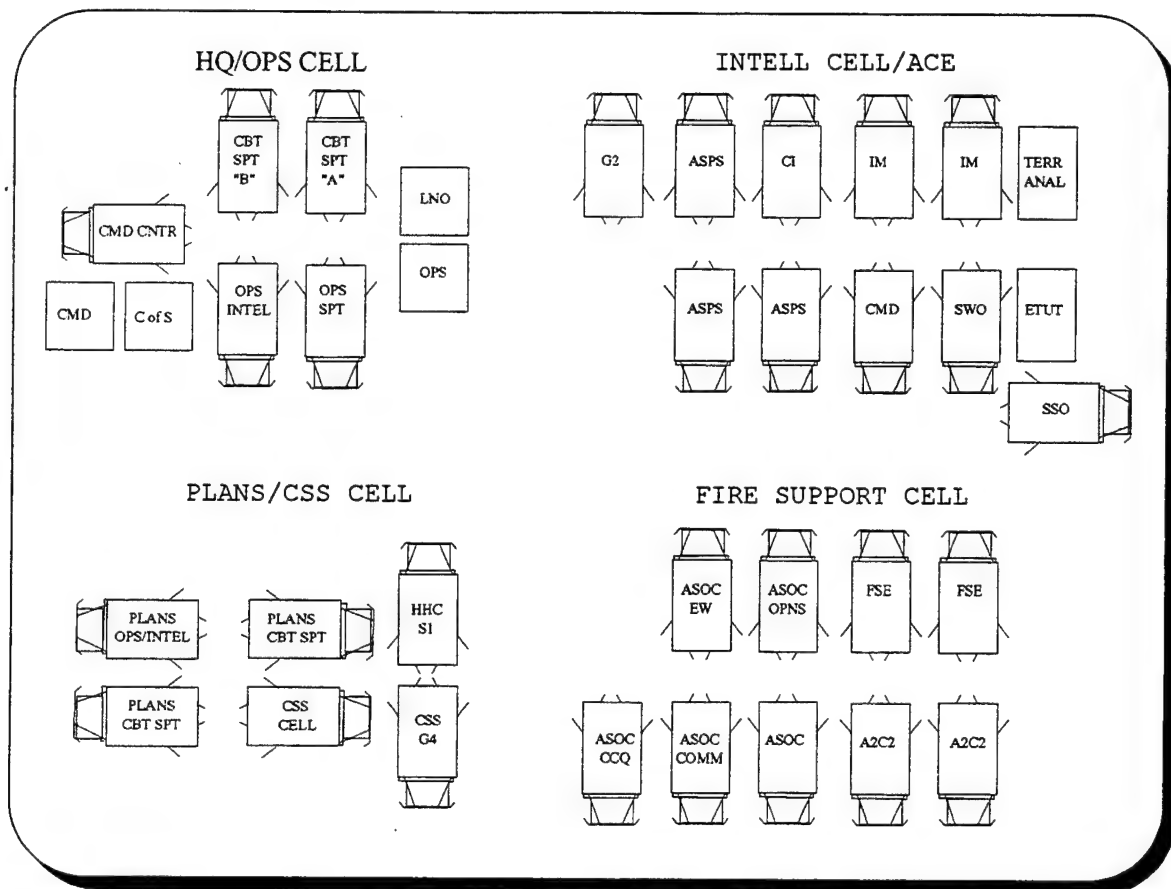 HQ/OPS CELL
CBT
SPT
"B"
CBT
SPT
"A"
LNO
CMD CNTR
OPS
CMD
C of S
OPS
INTEL
OPS
SPT
INTELL CELL/ACE
G2
ASPS
CI
IM
IM
TERR
ANAL
ASPS
ASPS
CMD
SWO
ETUT
SSO
PLANS/CSS CELL
HHC
S1
PLANS
OPS/INTEL
PLANS
CBT SPT
PLANS
CBT SPT
CSS
CELL
CSS
G4
FIRE SUPPORT CELL
ASOC
EW
ASOC
OPNS
FSE
FSE
ASOC
CCQ
ASOC
COMM
ASOC
A2C2
A2C2